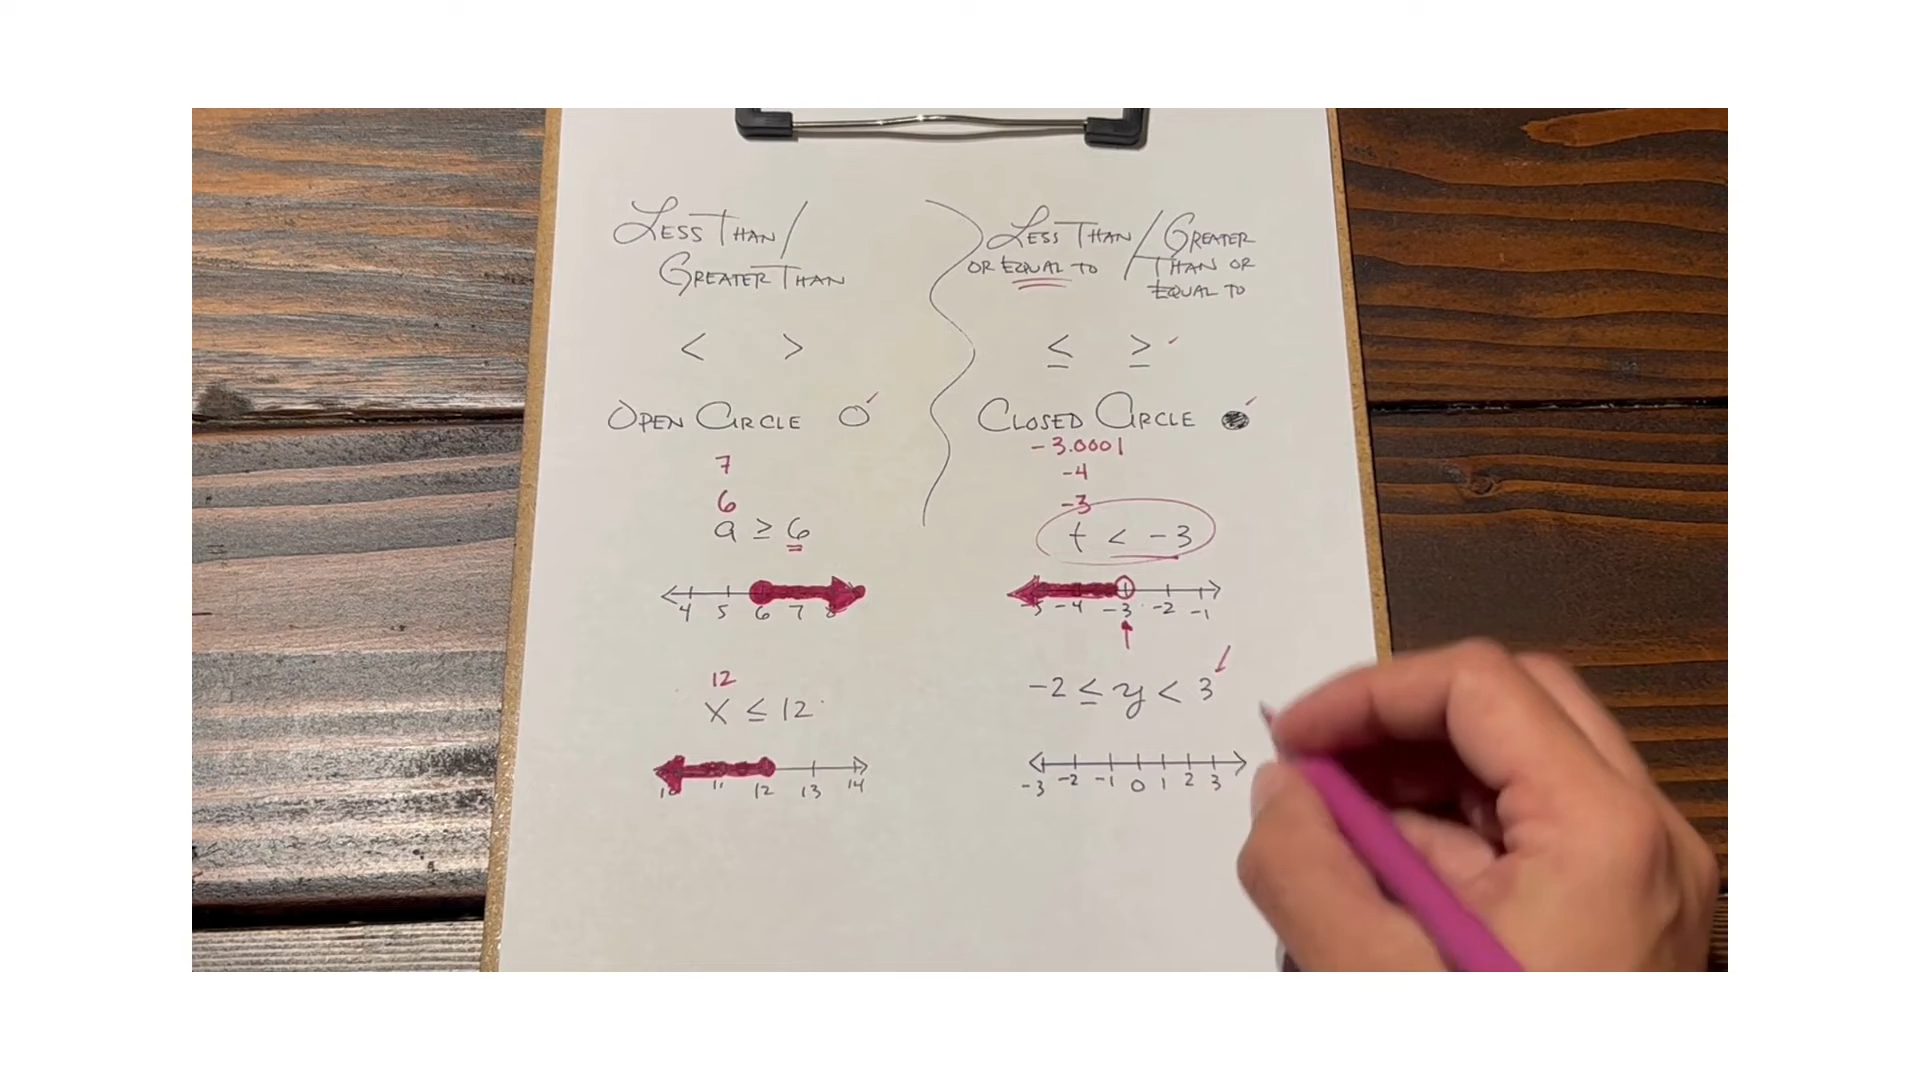 LESS THAN/
GREATER THAN
< >
OPEN CIRCLE
7
6
a ≥ 6
4 5 6 7 8
12
x ≤ 12
10 11 12 13 14
LESS THAN
OR EQUAL TO
/ GREATER
THAN OR
EQUAL TO
≤ ≥
CLOSED CIRCLE
-3.0001
-4
-3
t < -3
5 -4 -3 -2 -1
-2 ≤ y < 3
-3 -2 -1 0 1 2 3